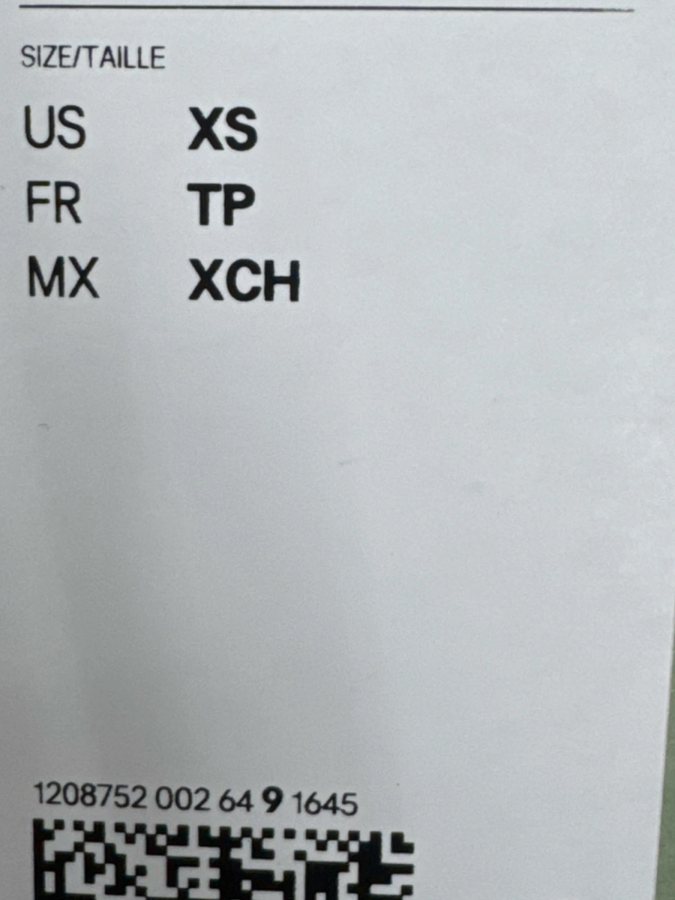 SIZE/TAILLE
US XS
FR TP
MX XCH
1208752 002 64 9 1645